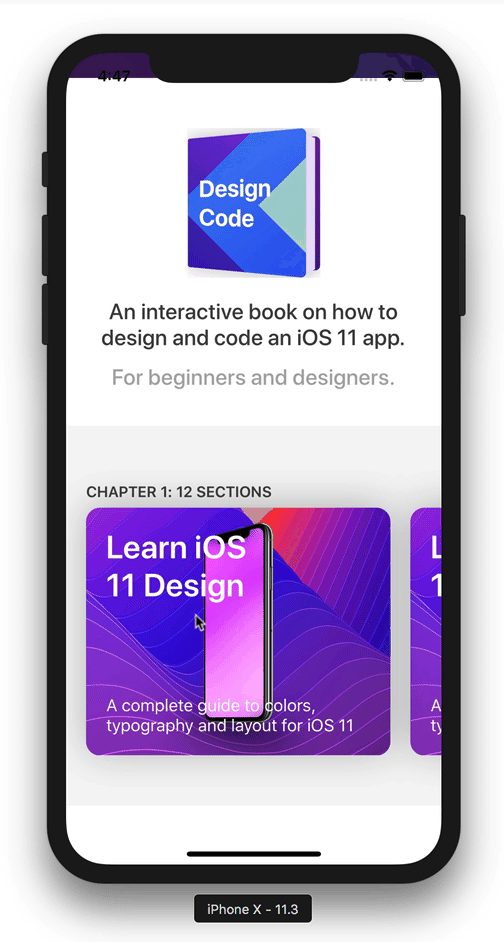 4:47
Design
Code
An interactive book on how to
design and code an iOS 11 app.
For beginners and designers.
CHAPTER 1: 12 SECTIONS
Learn iOS
11 Design
A complete guide to colors,
typography and layout for iOS 11
L
1
A
ty
iPhone X - 11.3